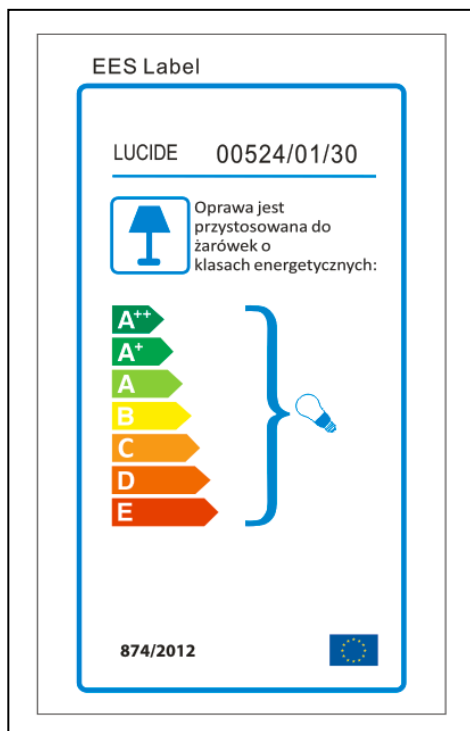 EES Label
LUCIDE 00524/01/30
Oprawa jest
przystosowana do
żarówek o
klasach energetycznych:
A++
A+
A
B
C
D
E
874/2012